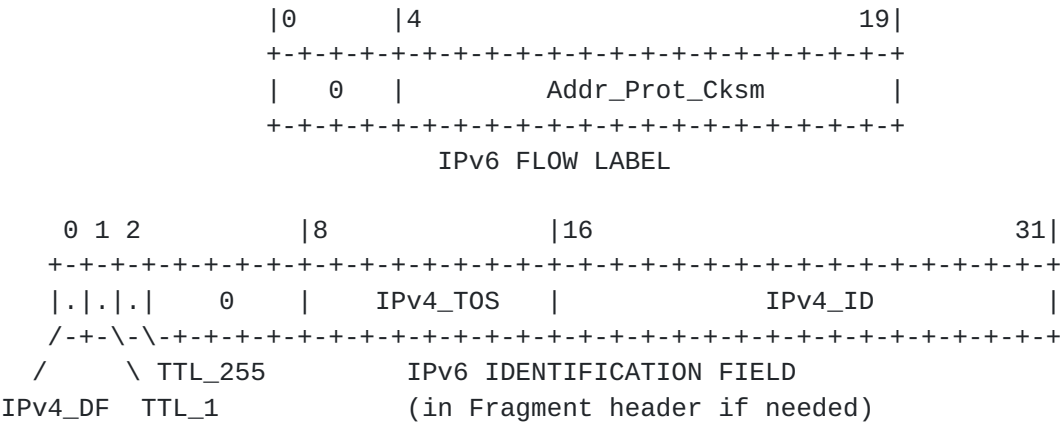 |0      |4                            19|
+-+-+-+-+-+-+-+-+-+-+-+-+-+-+-+-+-+-+-+-+
|   0   |         Addr_Prot_Cksm        |
+-+-+-+-+-+-+-+-+-+-+-+-+-+-+-+-+-+-+-+-+
IPv6 FLOW LABEL
0 1 2           |8              |16                           31|
+-+-+-+-+-+-+-+-+-+-+-+-+-+-+-+-+-+-+-+-+-+-+-+-+-+-+-+-+-+-+-+-+
|.|.|.|    0    |    IPv4_TOS   |             IPv4_ID           |
/-+-\-\-+-+-+-+-+-+-+-+-+-+-+-+-+-+-+-+-+-+-+-+-+-+-+-+-+-+-+-+-+
/     \ TTL_255         IPv6 IDENTIFICATION FIELD
IPv4_DF  TTL_1            (in Fragment header if needed)